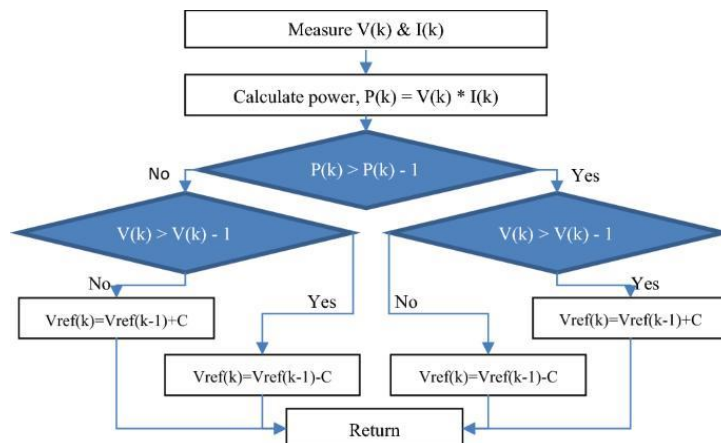 Measure V(k) & I(k)
Calculate power, P(k) = V(k) * I(k)
P(k) > P(k) - 1
No
Yes
V(k) > V(k) - 1
V(k) > V(k) - 1
No
Yes
No
Yes
Vref(k)=Vref(k-1)+C
Vref(k)=Vref(k-1)+C
Vref(k)=Vref(k-1)-C
Vref(k)=Vref(k-1)-C
Return